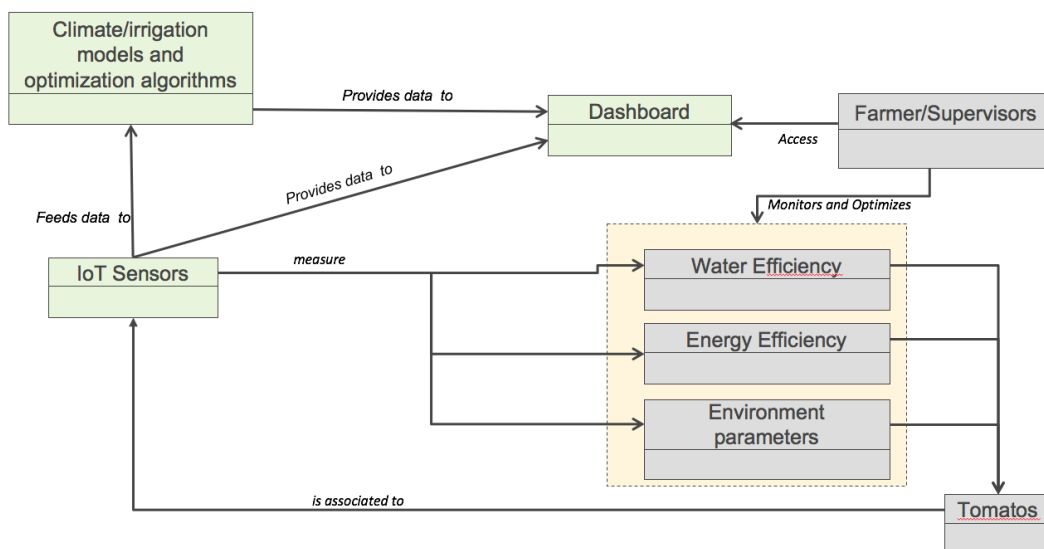 Climate/irrigation
models and
optimization algorithms
Provides data to
Dashboard
Farmer/Supervisors
Access
Provides data to
Feeds data to
Monitors and Optimizes
IoT Sensors
measure
Water Efficiency
Energy Efficiency
Environment
parameters
is associated to
Tomatos